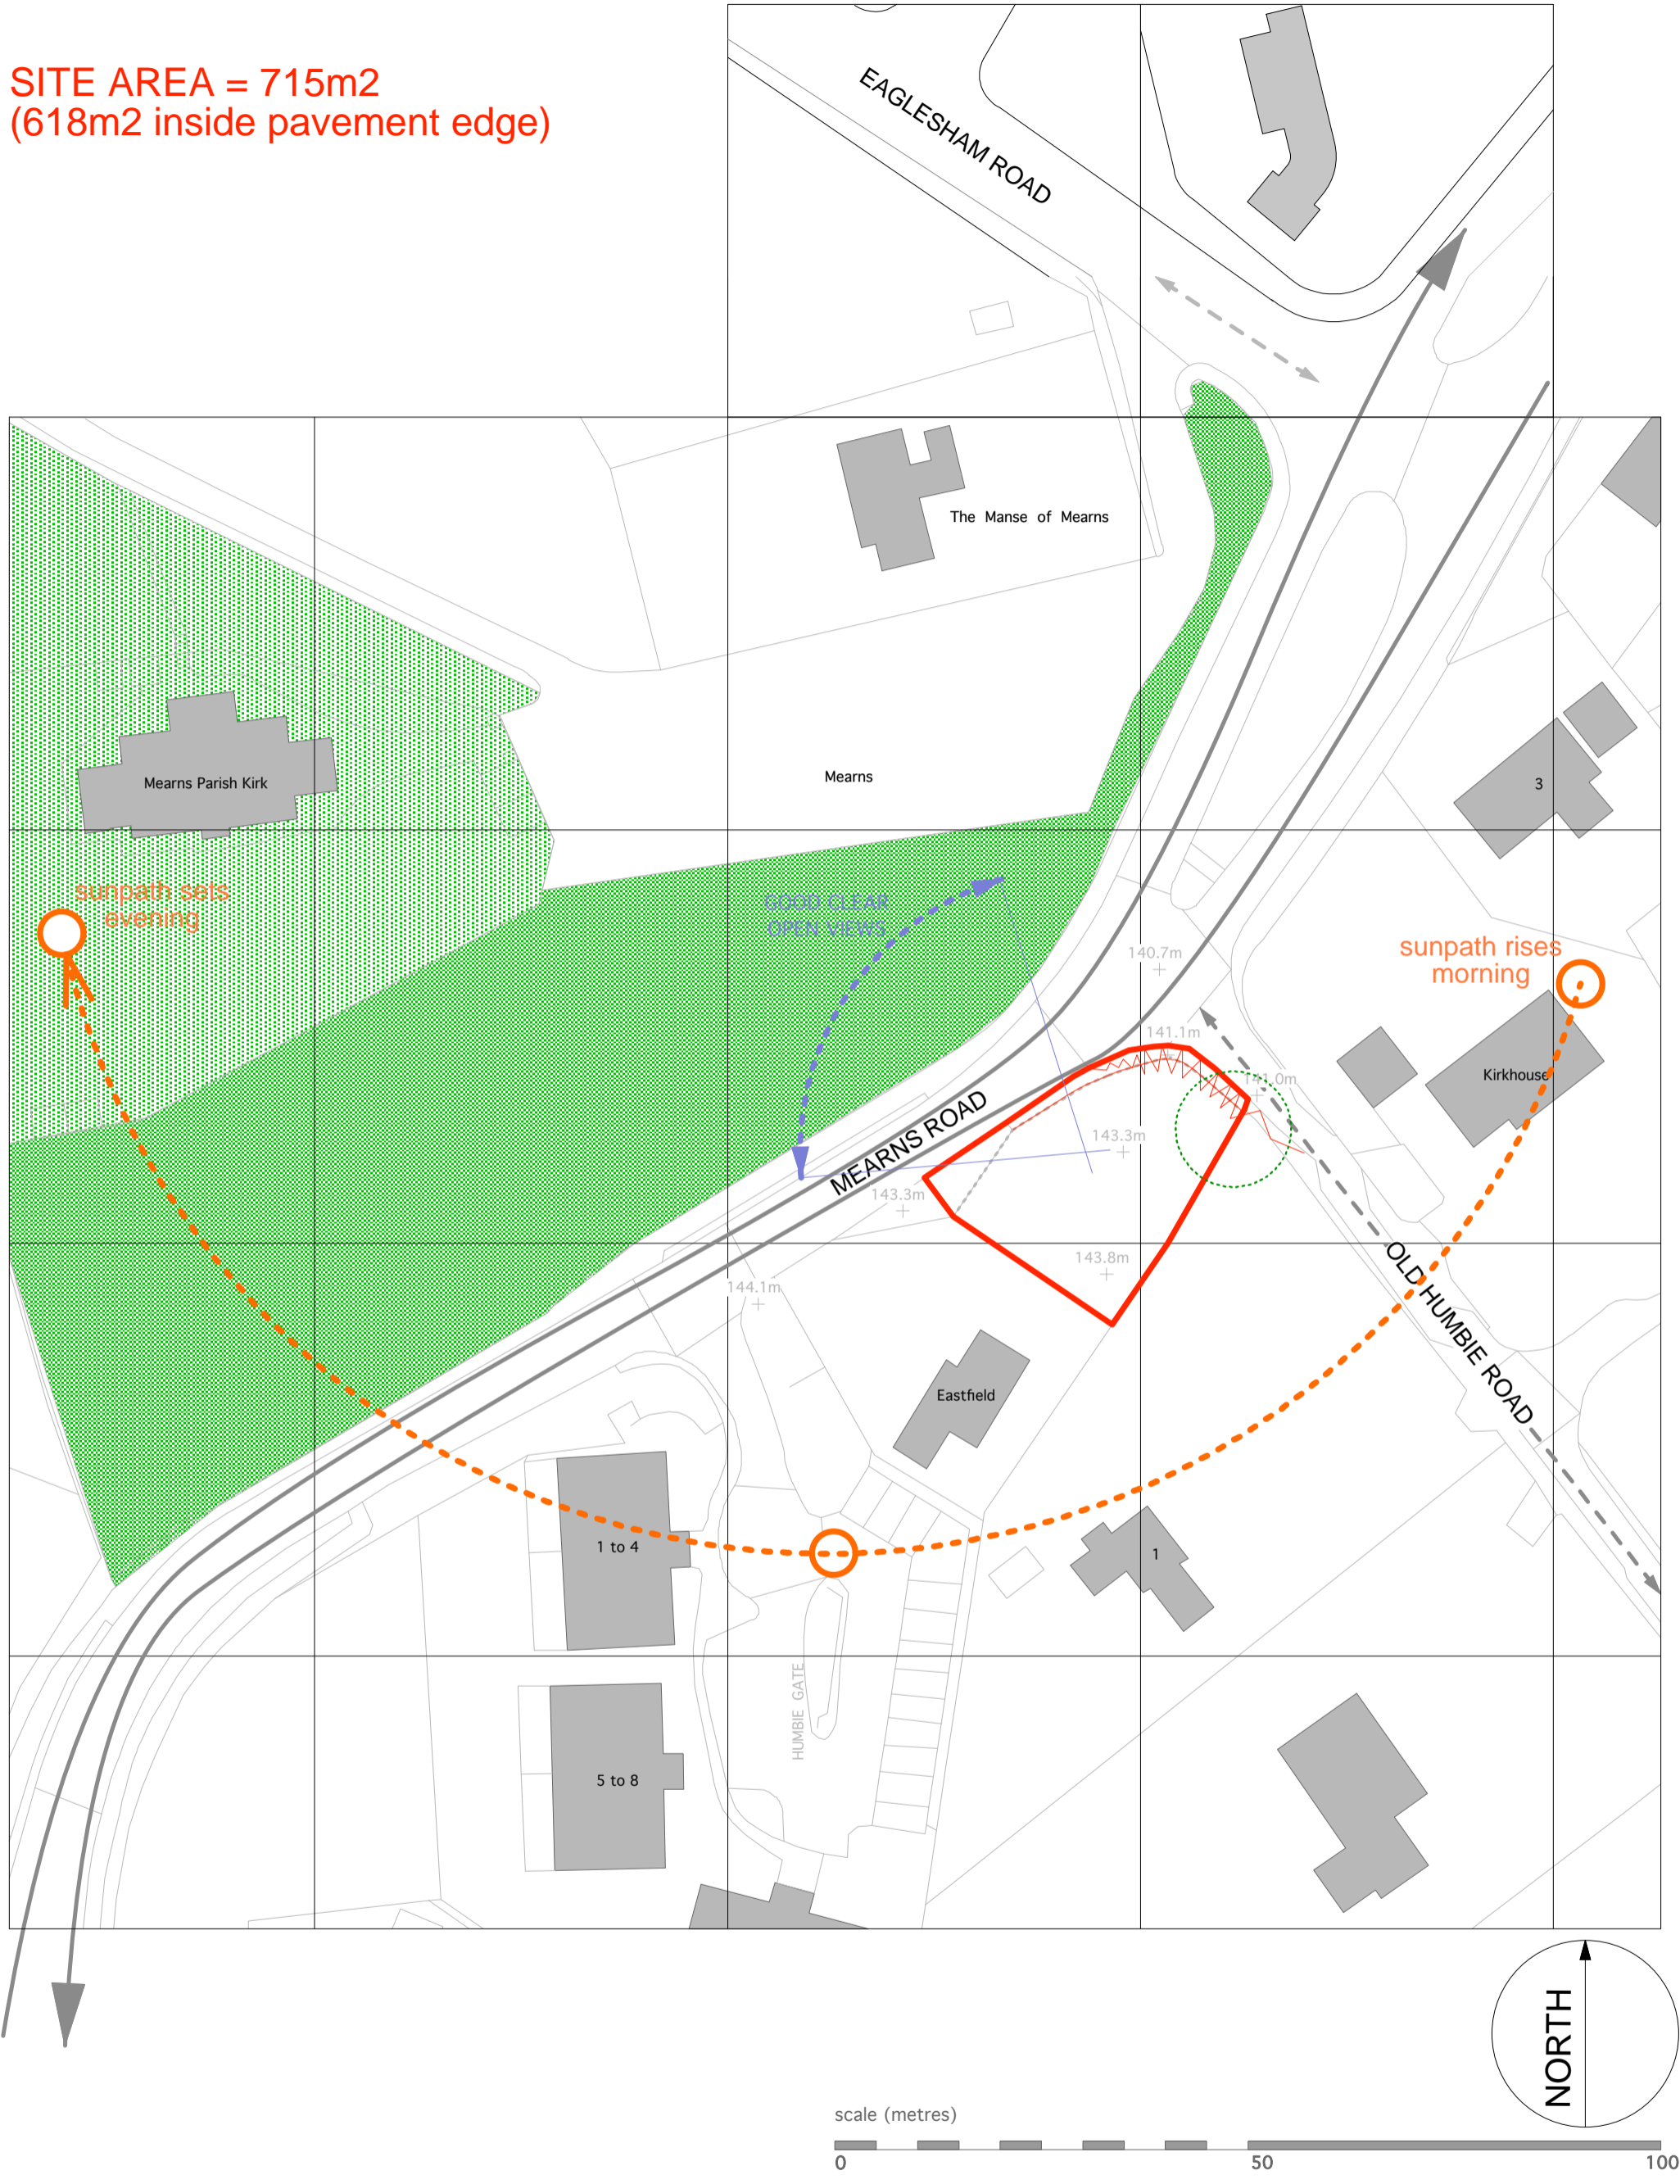 SITE AREA = 715m2
(618m2 inside pavement edge)
EAGLESHAM ROAD
The Manse of Mearns
Mearns Parish Kirk
Mearns
3
sunpath sets
evening
GOOD CLEAR
OPEN VIEWS
sunpath rises
morning
140.7m
141.1m
141.0m
Kirkhouse
MEARNS ROAD
143.3m
143.3m
143.8m
144.1m
OLD HUMBIE ROAD
Eastfield
1 to 4
1
HUMBIE GATE
5 to 8
NORTH
scale (metres)
0
50
100